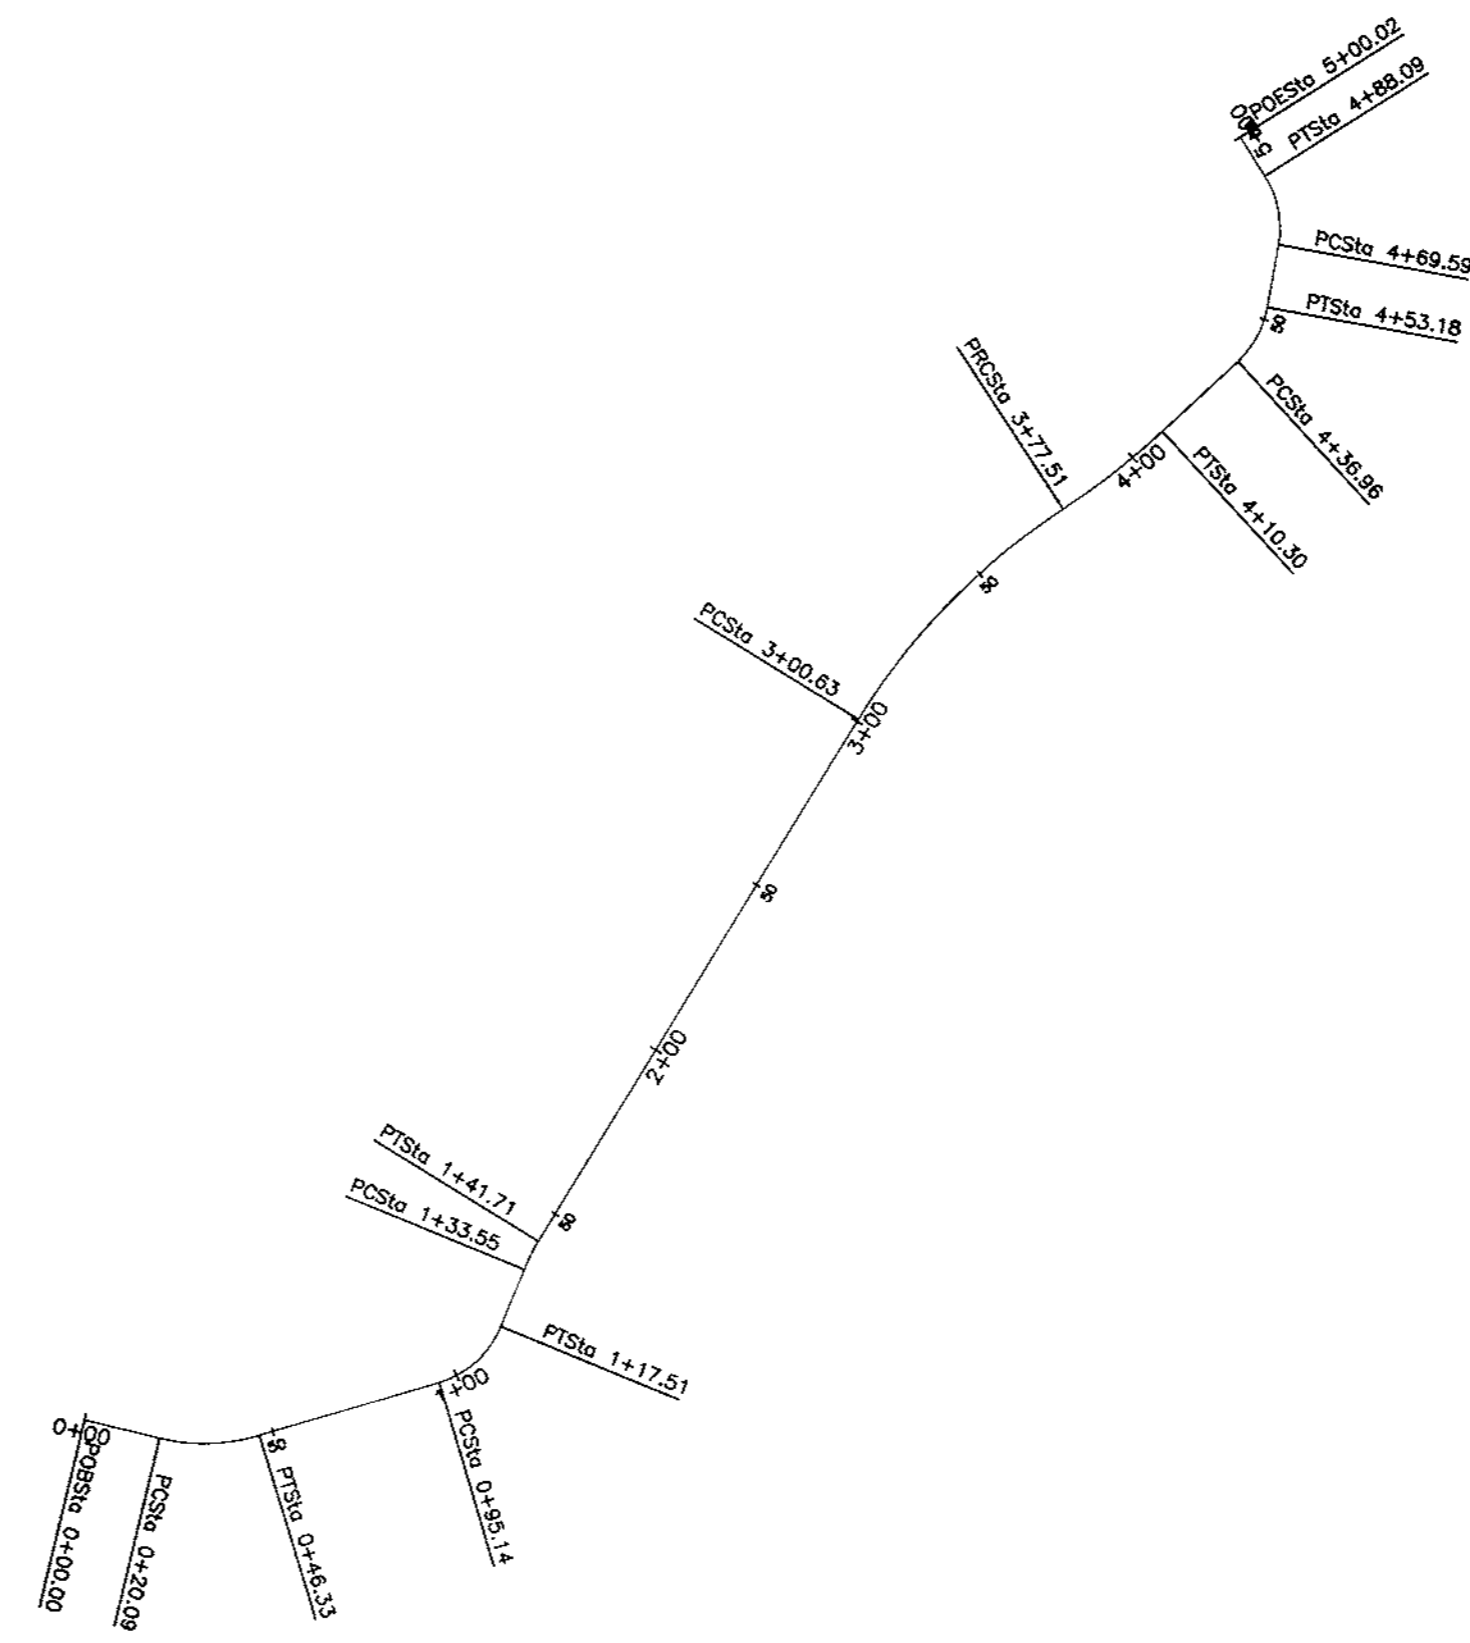 POESta 5+00.02
5+00
PTSta 4+88.09
PCSta 4+69.59
PTSta 4+53.18
50
PCSta 4+36.96
PRCSta 3+77.51
4+00
PTSta 4+10.30
50
PCSta 3+00.63
3+00
50
2+00
PTSta 1+41.71
50
PCSta 1+33.55
PTSta 1+17.51
1+00
PCSta 0+95.14
0+00
50
POBSta 0+00.00
PCSta 0+20.09
PTSta 0+46.33